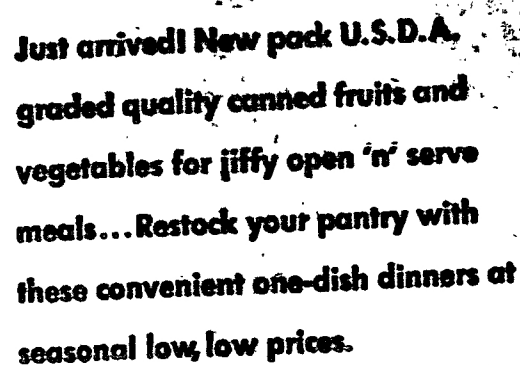 Just arrived! New pack U.S.D.A.
graded quality canned fruits and
vegetables for jiffy open 'n' serve
meals...Restock your pantry with
these convenient one-dish dinners at
seasonal low, low prices.